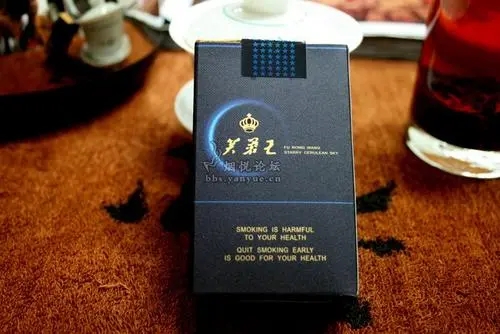 芙蓉王
FU RONG WANG
STARRY CERULEAN SKY
烟悦论坛
bbs.yanyue.cn
SMOKING IS HARMFUL
TO YOUR HEALTH
QUIT SMOKING EARLY
IS GOOD FOR YOUR HEALTH